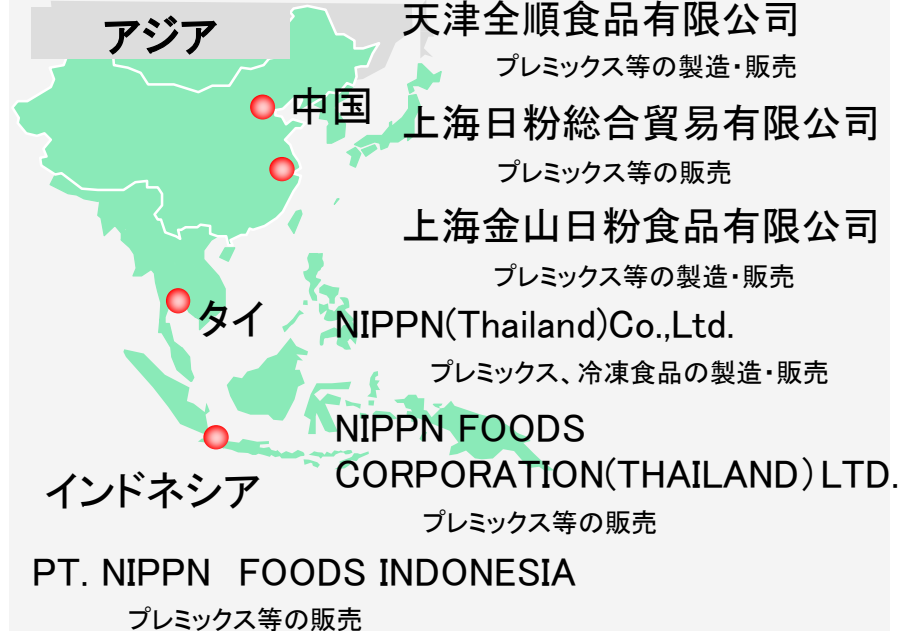 アジア
天津全順食品有限公司
プレミックス等の製造・販売
中国
上海日粉総合貿易有限公司
プレミックス等の販売
上海金山日粉食品有限公司
プレミックス等の製造・販売
タイ
NIPPN(Thailand)Co.,Ltd.
プレミックス、冷凍食品の製造・販売
NIPPN FOODS
CORPORATION(THAILAND) LTD.
プレミックス等の販売
インドネシア
PT. NIPPN　FOODS INDONESIA
プレミックス等の販売